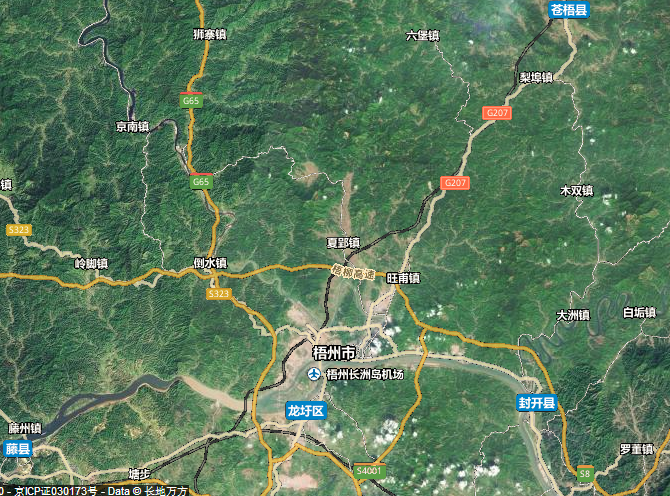 苍梧县
狮寨镇
六堡镇
梨埠镇
G65
G207
京南镇
G65
G207
镇
木双镇
S323
夏郢镇
岭脚镇
倒水镇
梧柳高速
旺甫镇
S323
大洲镇
白垢镇
梧州市
梧州长洲岛机场
封开县
龙圩区
藤州镇
藤县
罗董镇
塘步
S4001
S8
0 - 京ICP证030173号 - Data © 长地万方